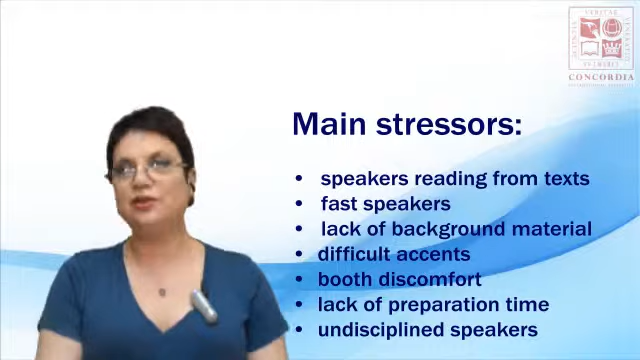 CONCORDIA
Main stressors:
• speakers reading from texts
• fast speakers
• lack of background material
• difficult accents
• booth discomfort
• lack of preparation time
• undisciplined speakers